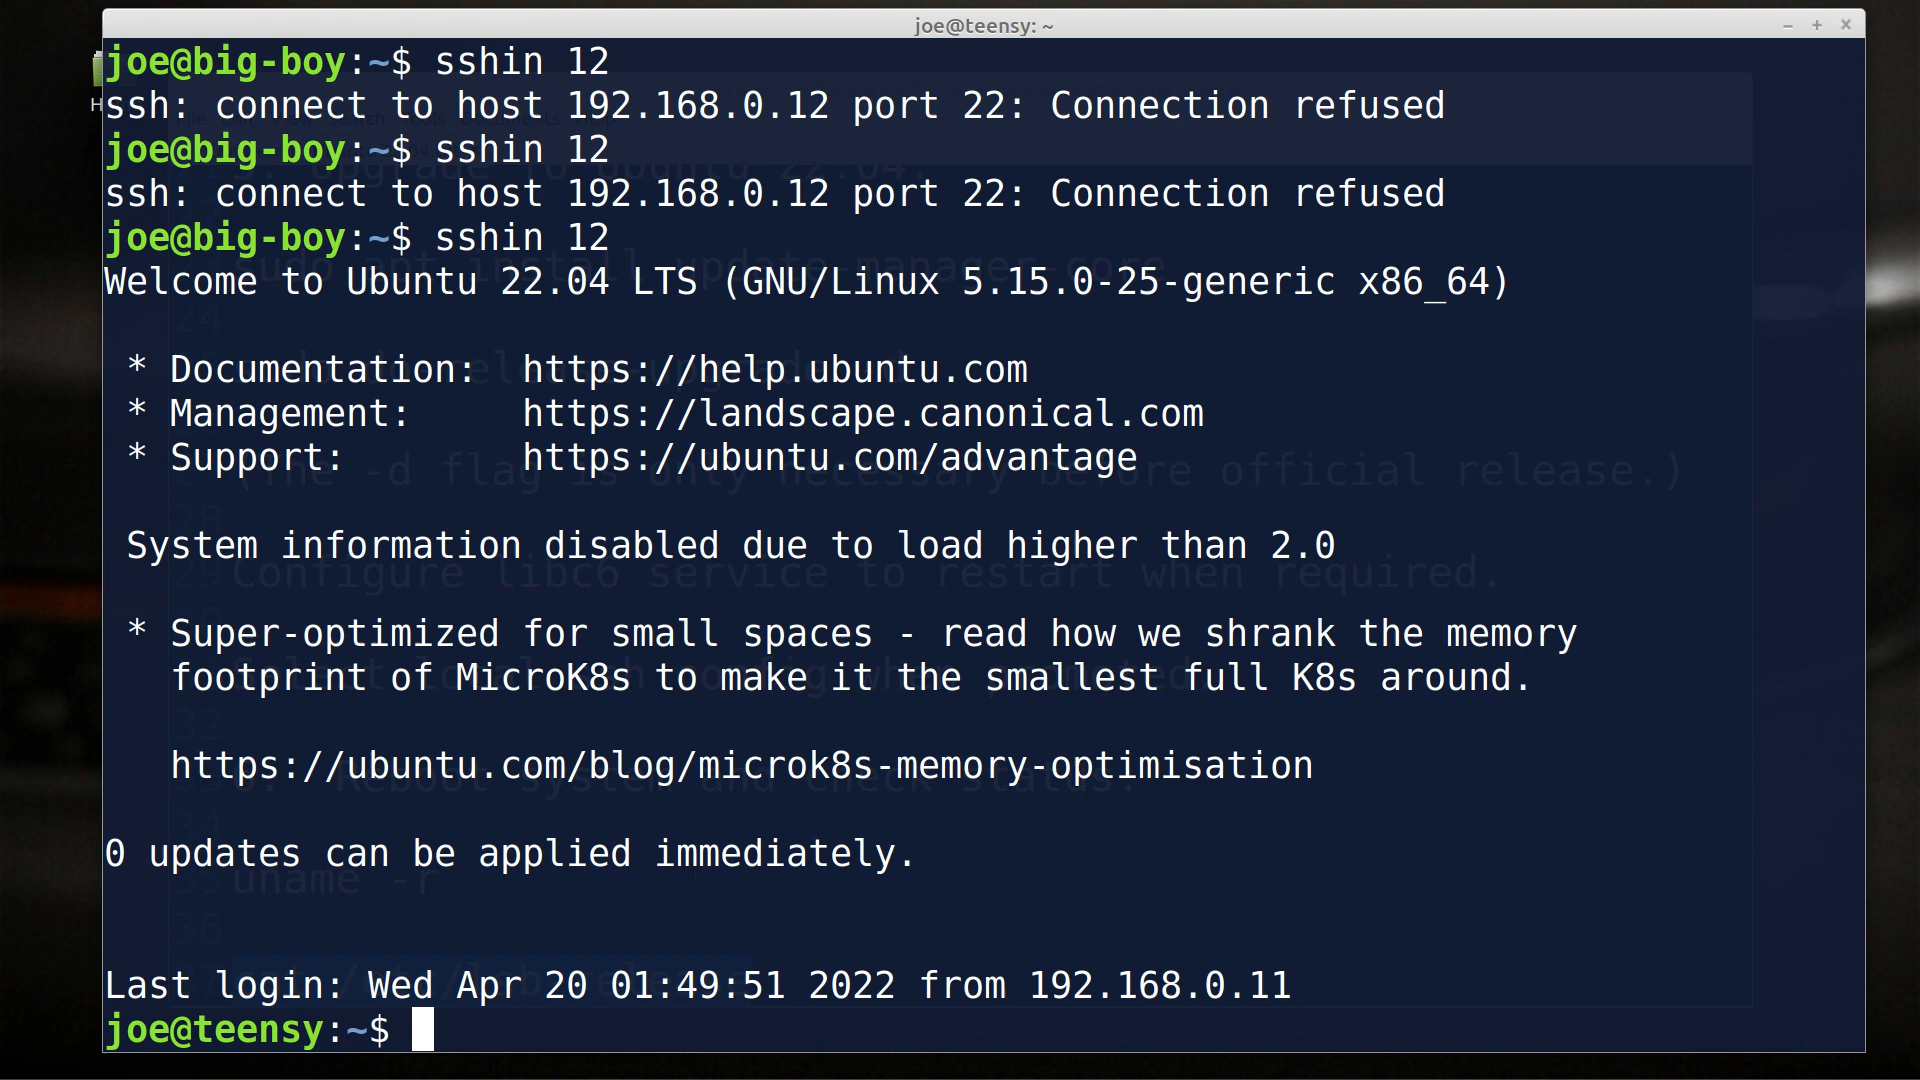 joe@teensy: ~
joe@big-boy:~$ sshin 12
ssh: connect to host 192.168.0.12 port 22: Connection refused
joe@big-boy:~$ sshin 12
ssh: connect to host 192.168.0.12 port 22: Connection refused
joe@big-boy:~$ sshin 12
Welcome to Ubuntu 22.04 LTS (GNU/Linux 5.15.0-25-generic x86_64)
* Documentation: https://help.ubuntu.com
* Management: https://landscape.canonical.com
* Support: https://ubuntu.com/advantage
System information disabled due to load higher than 2.0
* Super-optimized for small spaces - read how we shrank the memory
footprint of MicroK8s to make it the smallest full K8s around.
https://ubuntu.com/blog/microk8s-memory-optimisation
0 updates can be applied immediately.
Last login: Wed Apr 20 01:49:51 2022 from 192.168.0.11
joe@teensy:~$